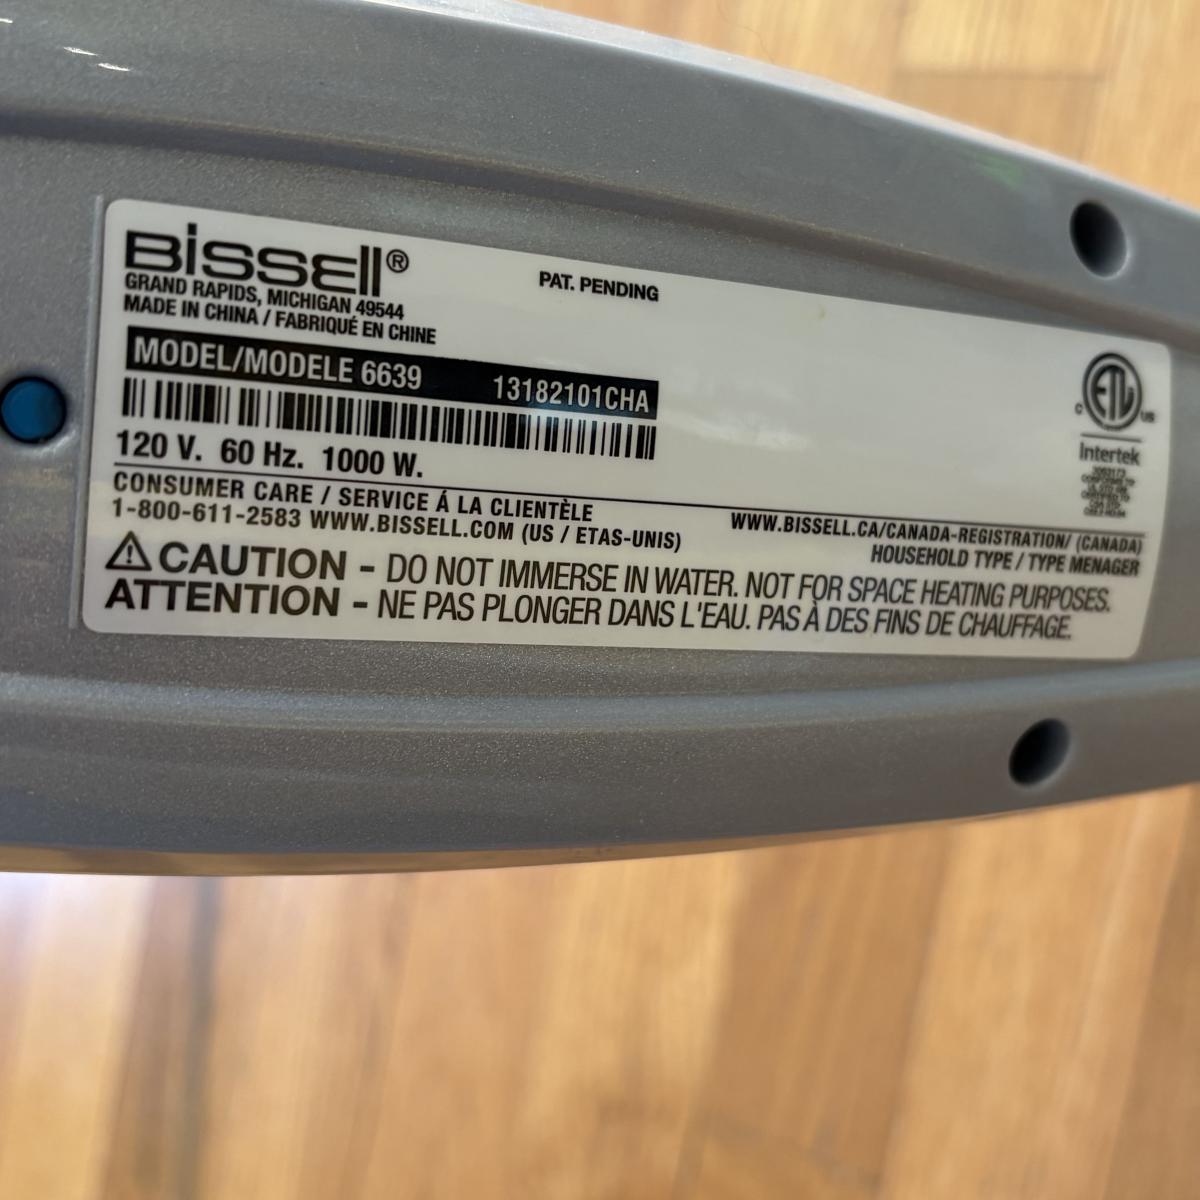 BISSELL®
GRAND RAPIDS, MICHIGAN 49544
MADE IN CHINA / FABRIQUÉ EN CHINE
PAT. PENDING
MODEL/MODELE 6639 13182101CHA
120 V. 60 Hz. 1000 W.
CONSUMER CARE / SERVICE Á LA CLIENTÈLE
1-800-611-2583 WWW.BISSELL.COM (US / ETAS-UNIS)
C ETL US
Intertek
WWW.BISSELL.CA/CANADA-REGISTRATION/ (CANADA)
HOUSEHOLD TYPE / TYPE MENAGER
CAUTION - DO NOT IMMERSE IN WATER. NOT FOR SPACE HEATING PURPOSES.
ATTENTION - NE PAS PLONGER DANS L'EAU. PAS À DES FINS DE CHAUFFAGE.